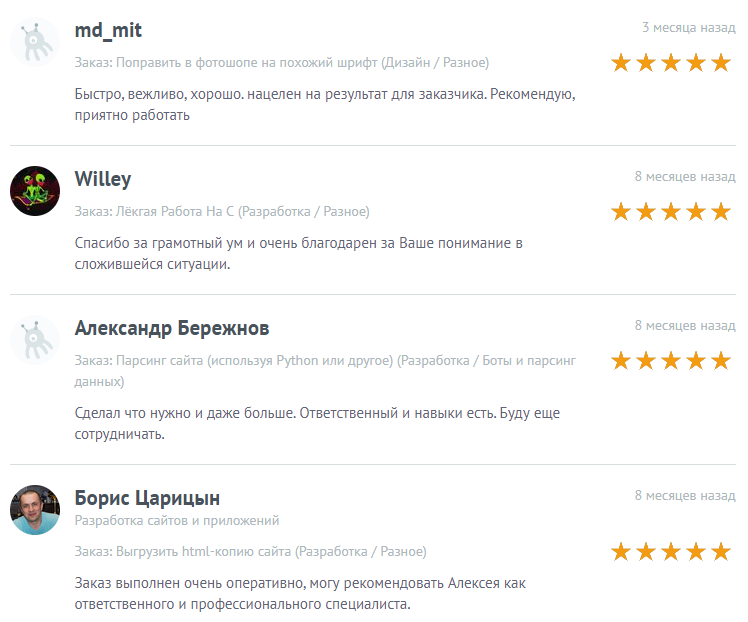 md_mit
3 месяца назад
Заказ: Поправить в фотошопе на похожий шрифт (Дизайн / Разное)
Быстро, вежливо, хорошо. нацелен на результат для заказчика. Рекомендую,
приятно работать
Willey
8 месяцев назад
Заказ: Лёкгая Работа На С (Разработка / Разное)
Спасибо за грамотный ум и очень благодарен за Ваше понимание в
сложившейся ситуации.
Александр Бережнов
8 месяцев назад
Заказ: Парсинг сайта (используя Python или другое) (Разработка / Боты и парсинг
данных)
Сделал что нужно и даже больше. Ответственный и навыки есть. Буду еще
сотрудничать.
Борис Царицын
8 месяцев назад
Разработка сайтов и приложений
Заказ: Выгрузить html-копию сайта (Разработка / Разное)
Заказ выполнен очень оперативно, могу рекомендовать Алексея как
ответственного и профессионального специалиста.